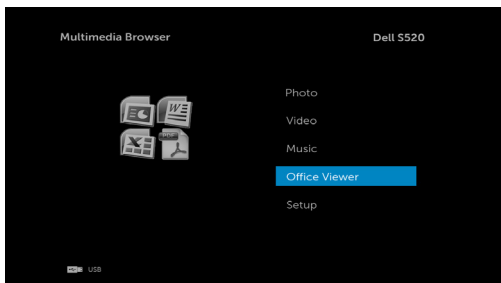 Multimedia Browser
Dell S520
Photo
Video
Music
Office Viewer
Setup
USB